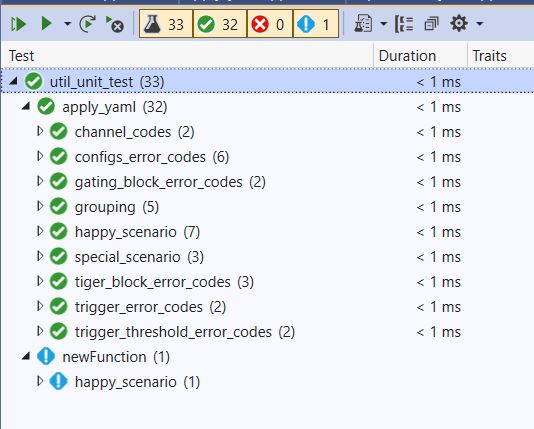 33 32 0 1
Test Duration Traits
util_unit_test (33) < 1 ms
apply_yaml (32) < 1 ms
channel_codes (2) < 1 ms
configs_error_codes (6) < 1 ms
gating_block_error_codes (2) < 1 ms
grouping (5) < 1 ms
happy_scenario (7) < 1 ms
special_scenario (3) < 1 ms
tiger_block_error_codes (3) < 1 ms
trigger_error_codes (2) < 1 ms
trigger_threshold_error_codes (2) < 1 ms
newFunction (1)
happy_scenario (1)